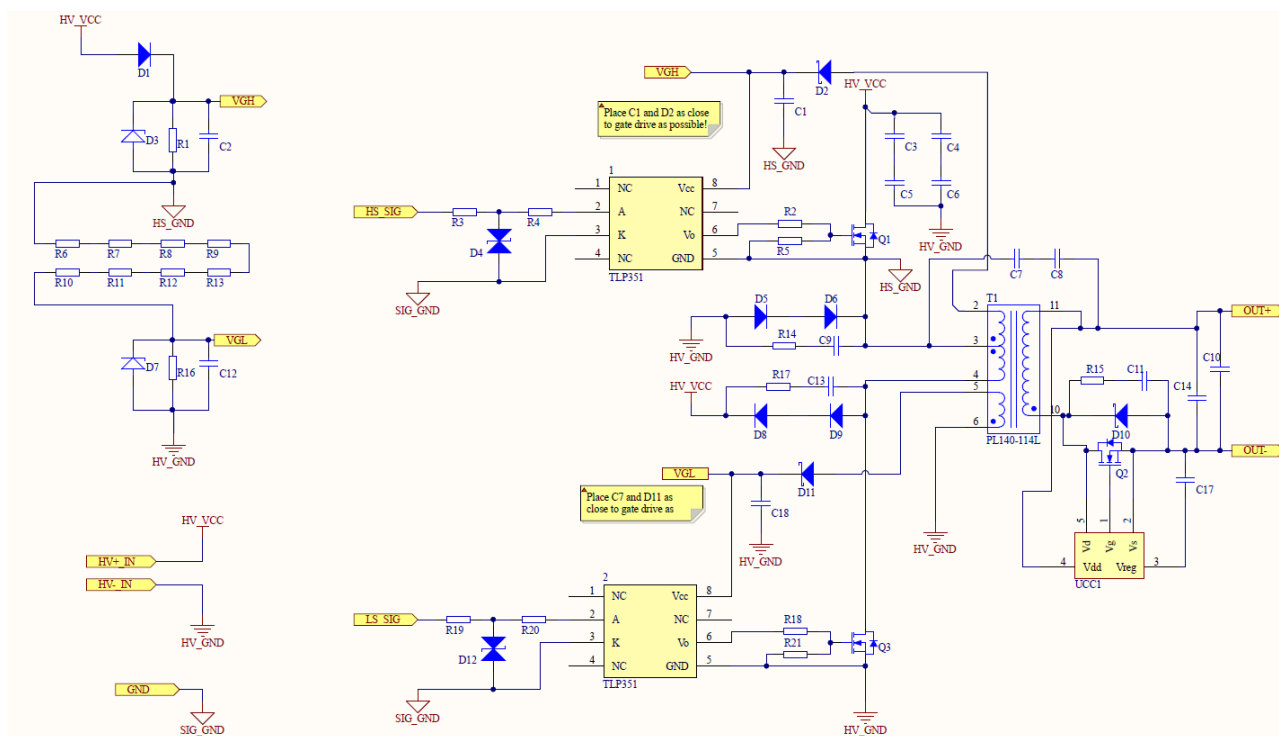 HV_VCC
D1
VGH
D3
R1
C2
HS_GND
R6
R7
R8
R9
R10
R11
R12
R13
VGL
D7
R16
C12
HV_GND
HV_VCC
HV+_IN
HV-_IN
HV_GND
GND
SIG_GND
VGH
D2
HV_VCC
Place C1 and D2 as close
to gate drive as possible!
C1
HS_GND
C3
C4
C5
C6
HV_GND
1
1
NC
Vcc
8
HS_SIG
R3
R4
2
A
NC
7
D4
3
K
Vo
6
4
NC
GND
5
TLP351
SIG_GND
R2
R5
Q1
HS_GND
C7
C8
D5
D6
HV_GND
R14
C9
T1
2
11
3
4
5
6
10
PL140-114L
OUT+
HV_VCC
R17
C13
D8
D9
R15
C11
D10
C14
C10
OUT-
Q2
C17
VGL
D11
Place C7 and D11 as
close to gate drive as
C18
HV_GND
HV_GND
5
1
2
Vd
Vg
Vs
4
Vdd
Vreg
3
UCC1
2
1
NC
Vcc
8
LS_SIG
R19
R20
2
A
NC
7
D12
3
K
Vo
6
4
NC
GND
5
TLP351
SIG_GND
R18
R21
Q3
HV_GND